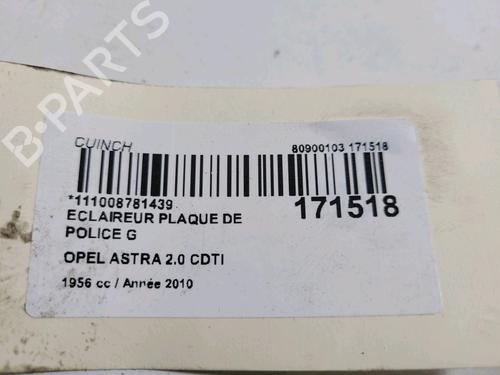 B-PARTS
CUINCH 80900103 171518
*111008781439 171518
ECLAIREUR PLAQUE DE
POLICE G
OPEL ASTRA 2.0 CDTI
1956 cc / Année 2010